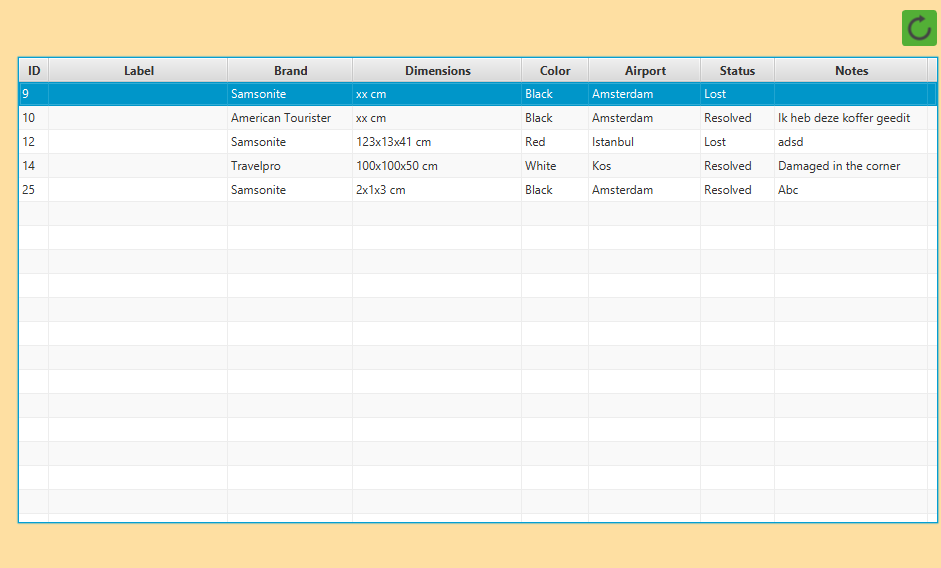 ID Label Brand Dimensions Color Airport Status Notes
9 Samsonite xx cm Black Amsterdam Lost
10 American Tourister xx cm Black Amsterdam Resolved Ik heb deze koffer geedit
12 Samsonite 123x13x41 cm Red Istanbul Lost adsd
14 Travelpro 100x100x50 cm White Kos Resolved Damaged in the corner
25 Samsonite 2x1x3 cm Black Amsterdam Resolved Abc